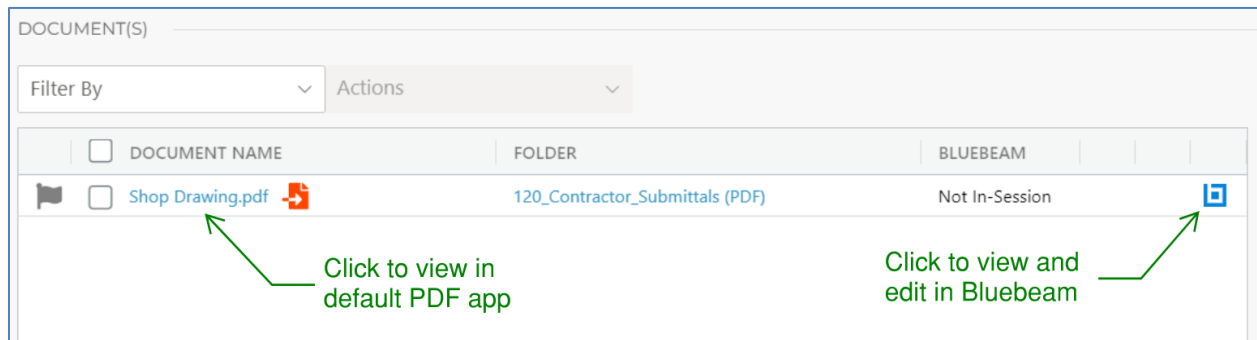 DOCUMENT(S)
Filter By Actions
DOCUMENT NAME FOLDER BLUEBEAM
Shop Drawing.pdf 120_Contractor_Submittals (PDF) Not In-Session
Click to view in
default PDF app
Click to view and
edit in Bluebeam